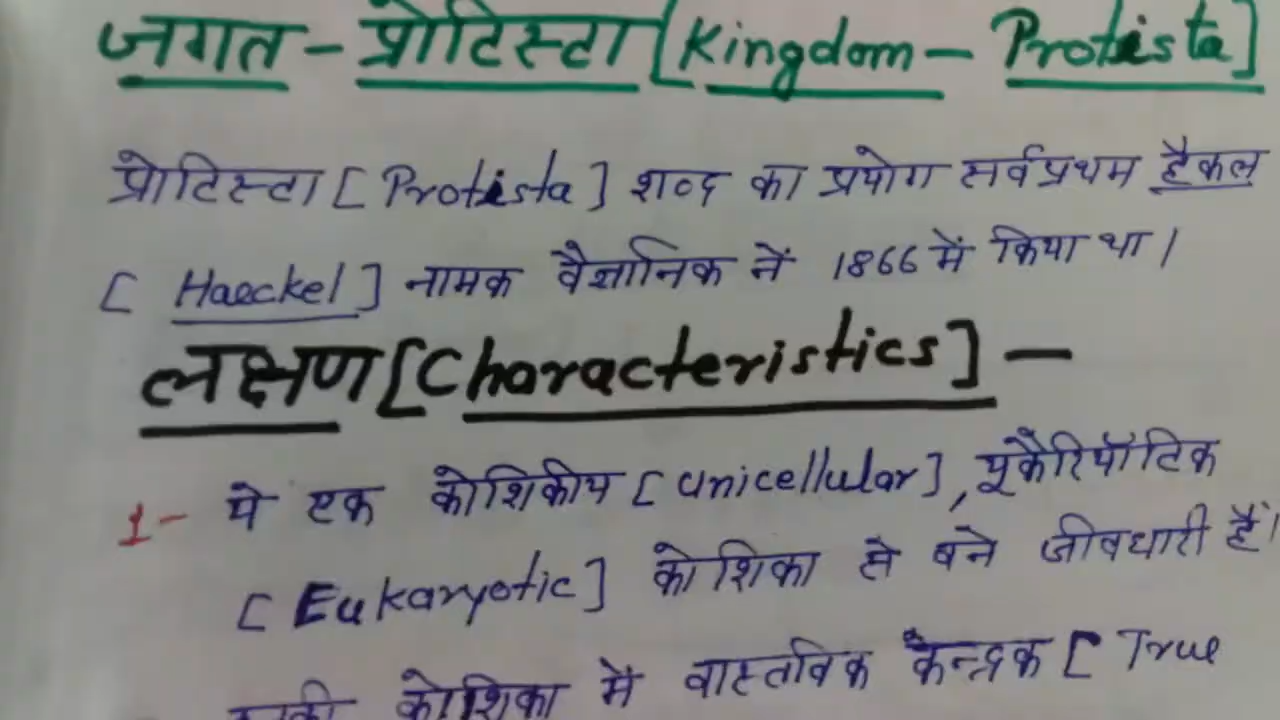 जगत - प्रोटिस्टा [Kingdom - Protista]
प्रोटिस्टा [ Protista ] शब्द का प्रयोग सर्वप्रथम हैकल
[ Haeckel ] नामक वैज्ञानिक नें 1866 में किया था।
लक्षण [Characteristics] -
1- ये एक कोशिकीय [ unicellular ], यूकैरियॉटिक
[ Eukaryotic ] कोशिका से बने जीवधारी हैं।
कोशिका में वास्तविक केन्द्रक [ True